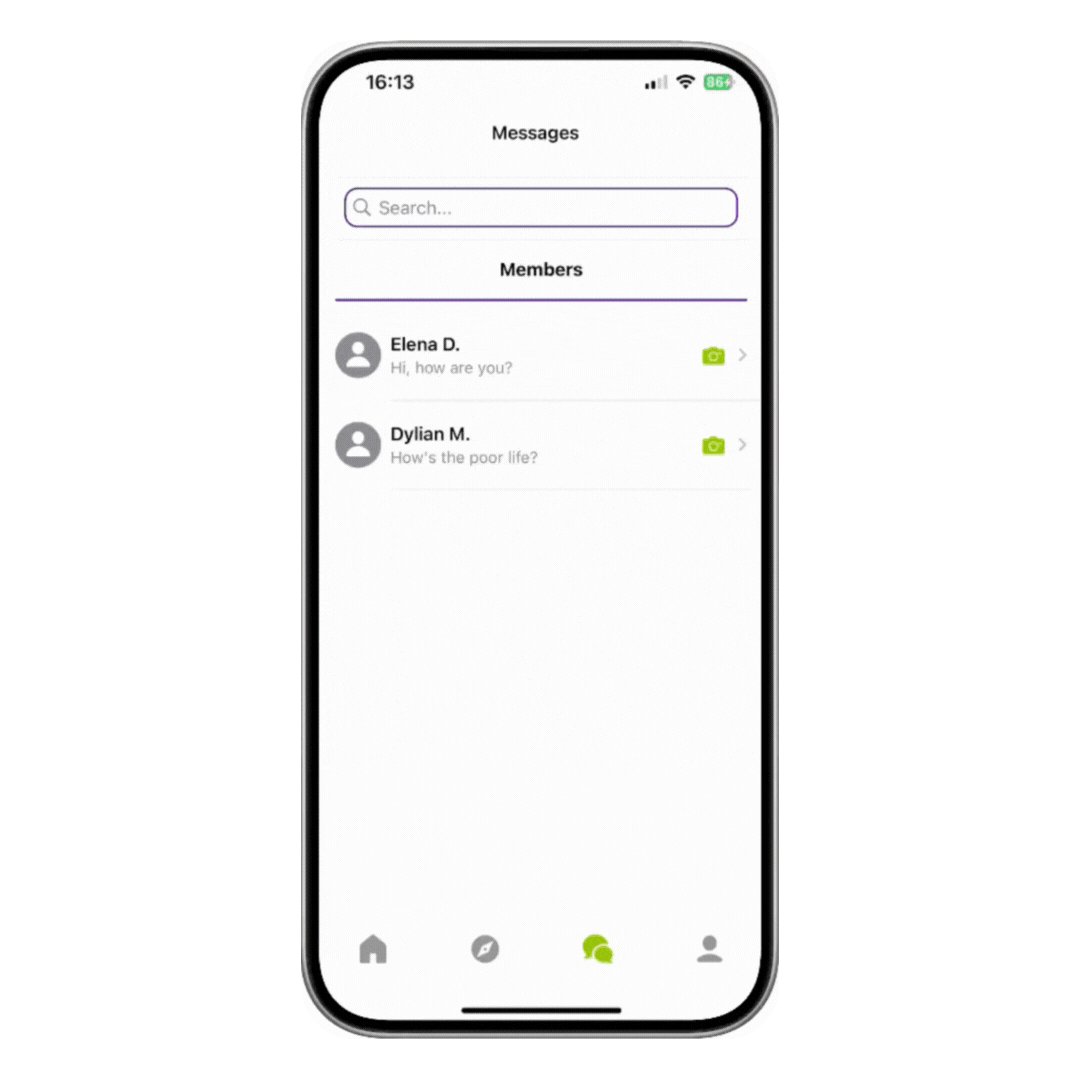 16:13
86+
Messages
Search...
Members
Elena D.
Hi, how are you?
Dylian M.
How's the poor life?